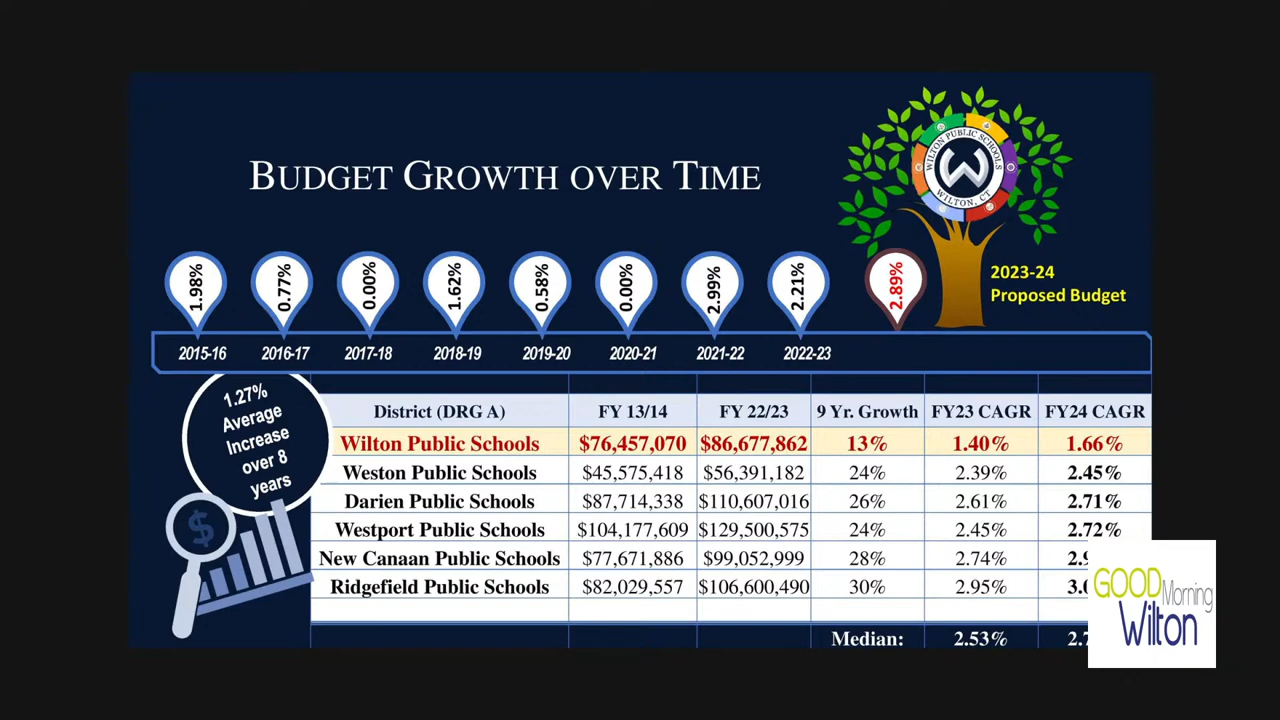 BUDGET GROWTH OVER TIME
WILTON PUBLIC SCHOOLS
W
WILTON, CT
2023-24
Proposed Budget
1.98% 0.77% 0.00% 1.62% 0.58% 0.00% 2.99% 2.21% 2.89%
2015-16 2016-17 2017-18 2018-19 2019-20 2020-21 2021-22 2022-23
1.27%
Average
Increase
over 8
years
$
District (DRG A) FY 13/14 FY 22/23 9 Yr. Growth FY23 CAGR FY24 CAGR
Wilton Public Schools $76,457,070 $86,677,862 13% 1.40% 1.66%
Weston Public Schools $45,575,418 $56,391,182 24% 2.39% 2.45%
Darien Public Schools $87,714,338 $110,607,016 26% 2.61% 2.71%
Westport Public Schools $104,177,609 $129,500,575 24% 2.45% 2.72%
New Canaan Public Schools $77,671,886 $99,052,999 28% 2.74%
Ridgefield Public Schools $82,029,557 $106,600,490 30% 2.95%
Median: 2.53%
GOOD Morning
Wilton